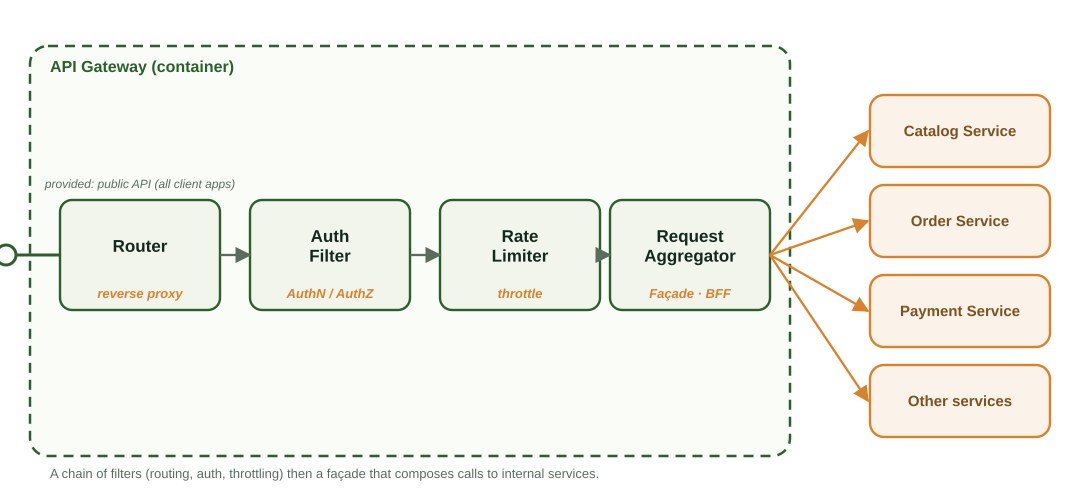 API Gateway (container)
provided: public API (all client apps)
Router
reverse proxy
Auth
Filter
AuthN / AuthZ
Rate
Limiter
throttle
Request
Aggregator
Façade · BFF
Catalog Service
Order Service
Payment Service
Other services
A chain of filters (routing, auth, throttling) then a façade that composes calls to internal services.